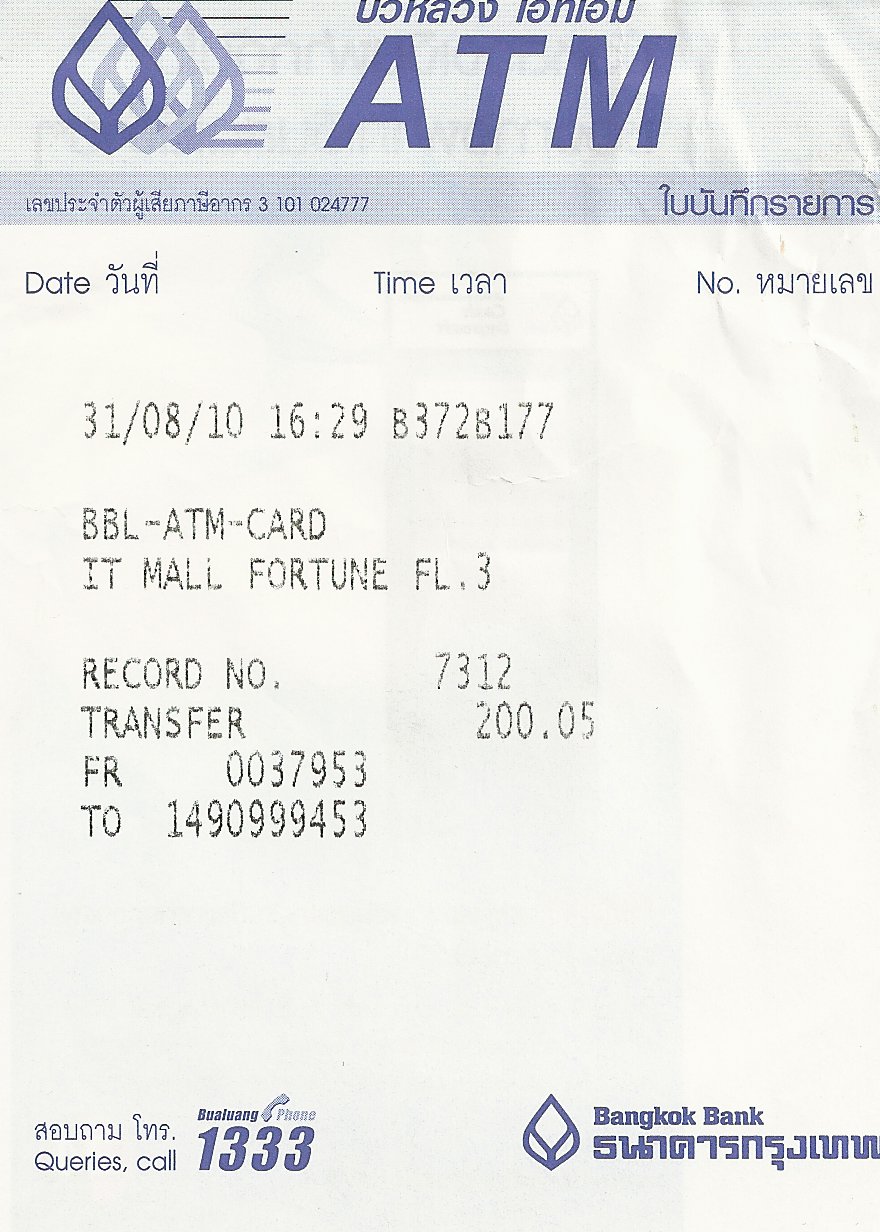 บัวหลวง เอทีเอ็ม
ATM
เลขประจำตัวผู้เสียภาษีอากร 3 101 024777
ใบบันทึกรายการ
Date วันที่ Time เวลา No. หมายเลข
31/08/10 16:29 B372B177
BBL-ATM-CARD
IT MALL FORTUNE FL.3
RECORD NO. 7312
TRANSFER 200.05
FR 0037953
TO 1490999453
สอบถาม โทร.
Queries, call
Bualuang Phone
1333
Bangkok Bank
ธนาคารกรุงเทพ